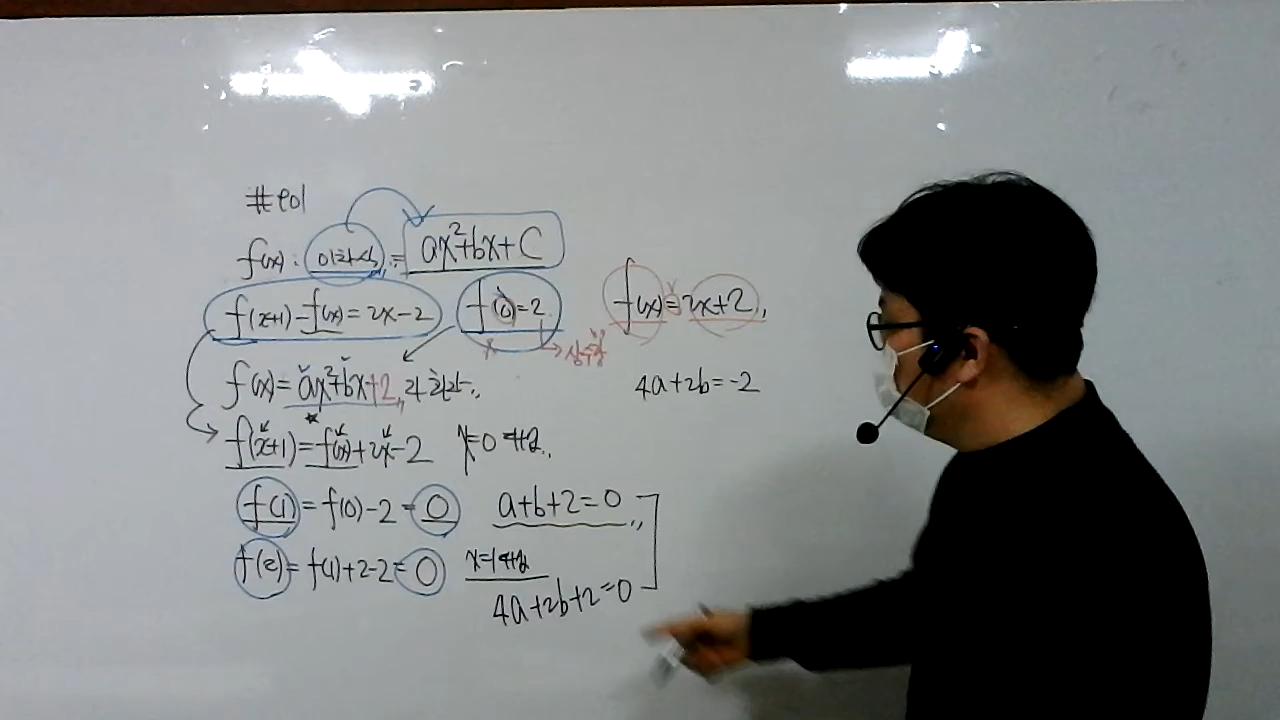 #e01
f(x): 이차식, = ax²+bx+C
f(x+1)-f(x)=2x-2 f(0)=2
→상수항
f(x)=2x+2,
f(x)=ax²+bx+2,라 하자.
4a+2b=-2
f(x+1)=f(x)+2x-2 x=0 대입.
f(1)=f(0)-2=0 a+b+2=0
f(2)=f(1)+2-2=0 x=1 대입
4a+2b+2=0